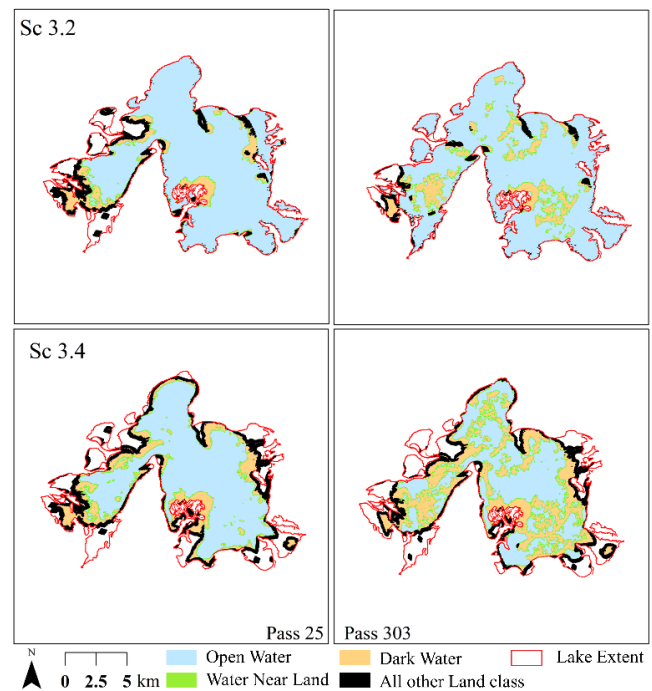 Sc 3.2
Sc 3.4
Pass 25
Pass 303
N
0 2.5 5 km
Open Water
Dark Water
Lake Extent
Water Near Land
All other Land class